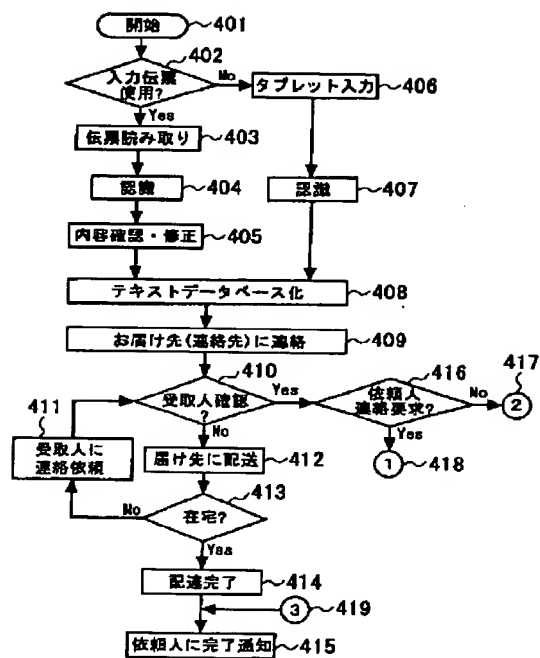 開始
401
402
入力伝票
使用?
No
タブレット入力
406
Yes
伝票読み取り
403
認識
404
認識
407
内容確認・修正
405
テキストデータベース化
408
お届け先(連絡先)に連絡
409
410
受取人確認
?
Yes
416
依頼人
連絡要求?
No
417
2
411
受取人に
連絡依頼
No
届け先に配送
412
Yes
1
418
413
在宅?
No
Yes
配達完了
414
3
419
依頼人に完了通知
415